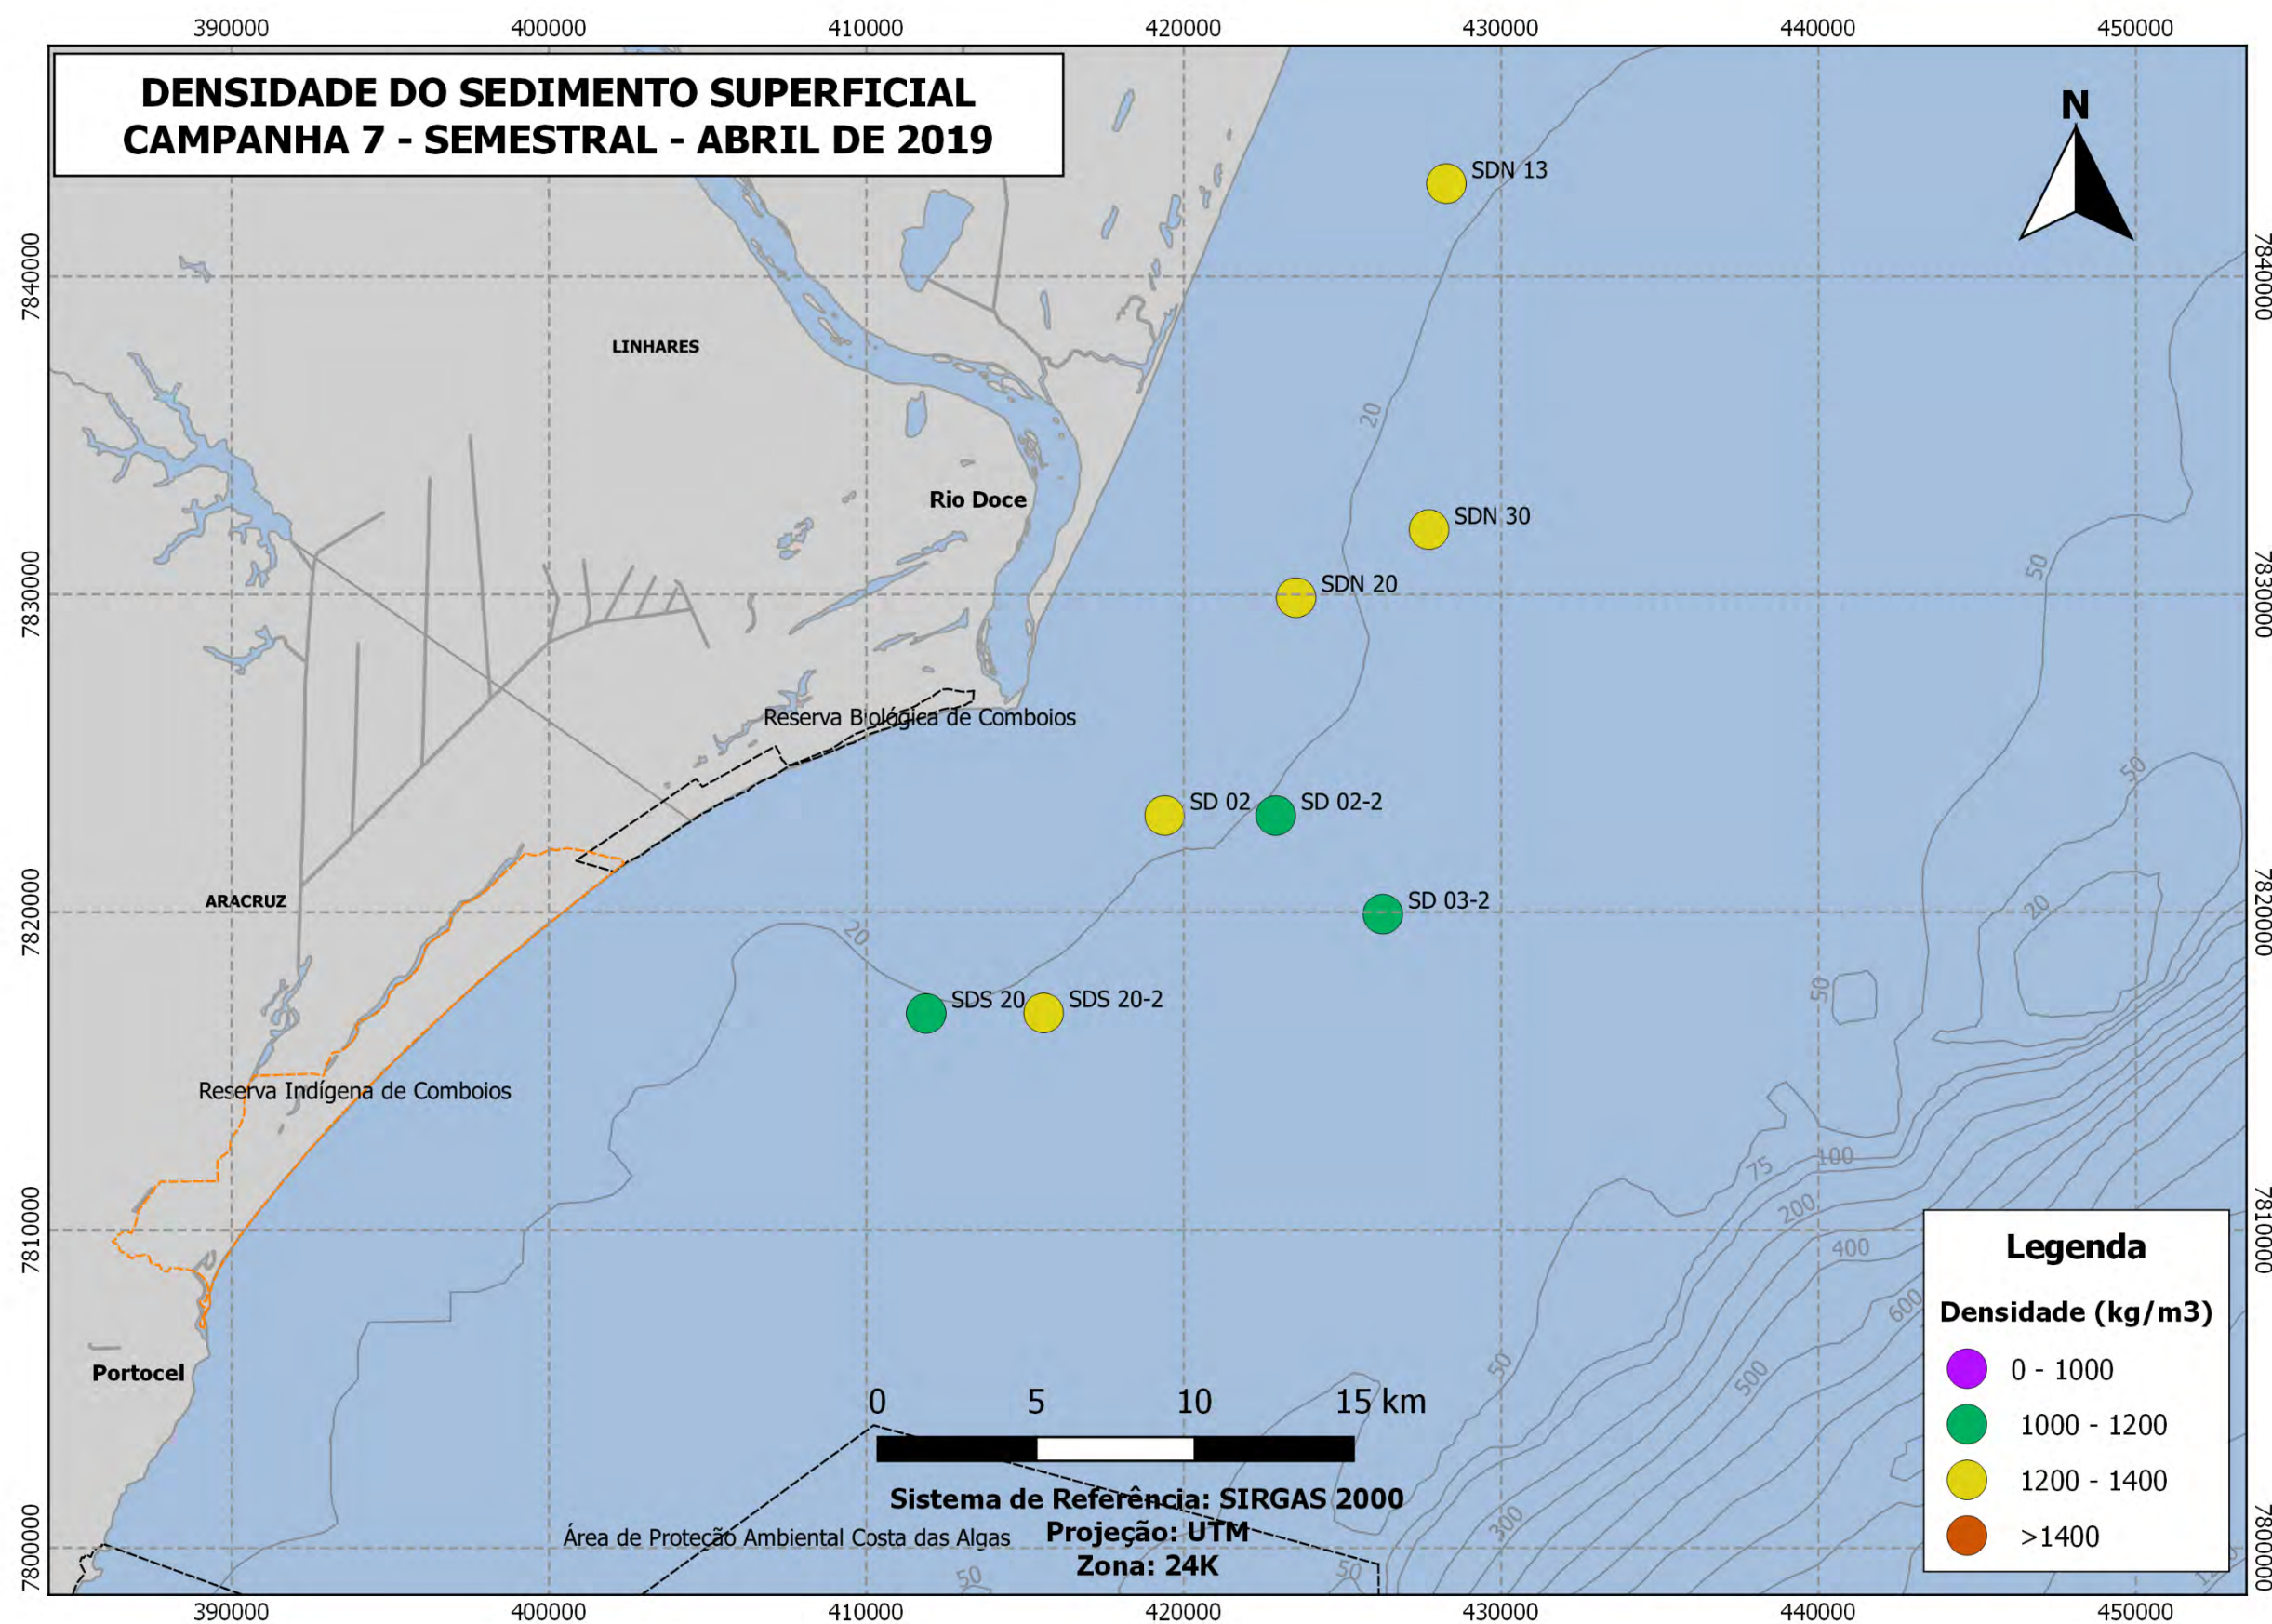 390000
400000
410000
420000
430000
440000
450000
DENSIDADE DO SEDIMENTO SUPERFICIAL
CAMPANHA 7 - SEMESTRAL - ABRIL DE 2019
N
SDN 13
7840000
7840000
LINHARES
20
Rio Doce
SDN 30
50
7830000
SDN 20
7830000
Reserva Biológica de Comboios
50
SD 02
SD 02-2
ARACRUZ
SD 03-2
20
7820000
20
7820000
SDS 20
SDS 20-2
50
Reserva Indígena de Comboios
75
100
200
7810000
400
7810000
Legenda
600
Densidade (kg/m3)
Portocel
50
500
0 - 1000
0
5
10
15 km
1000 - 1200
1200 - 1400
Sistema de Referência: SIRGAS 2000
300
Área de Proteção Ambiental Costa das Algas
Projeção: UTM
>1400
7800000
Zona: 24K
7800000
50
50
390000
400000
410000
420000
430000
440000
450000